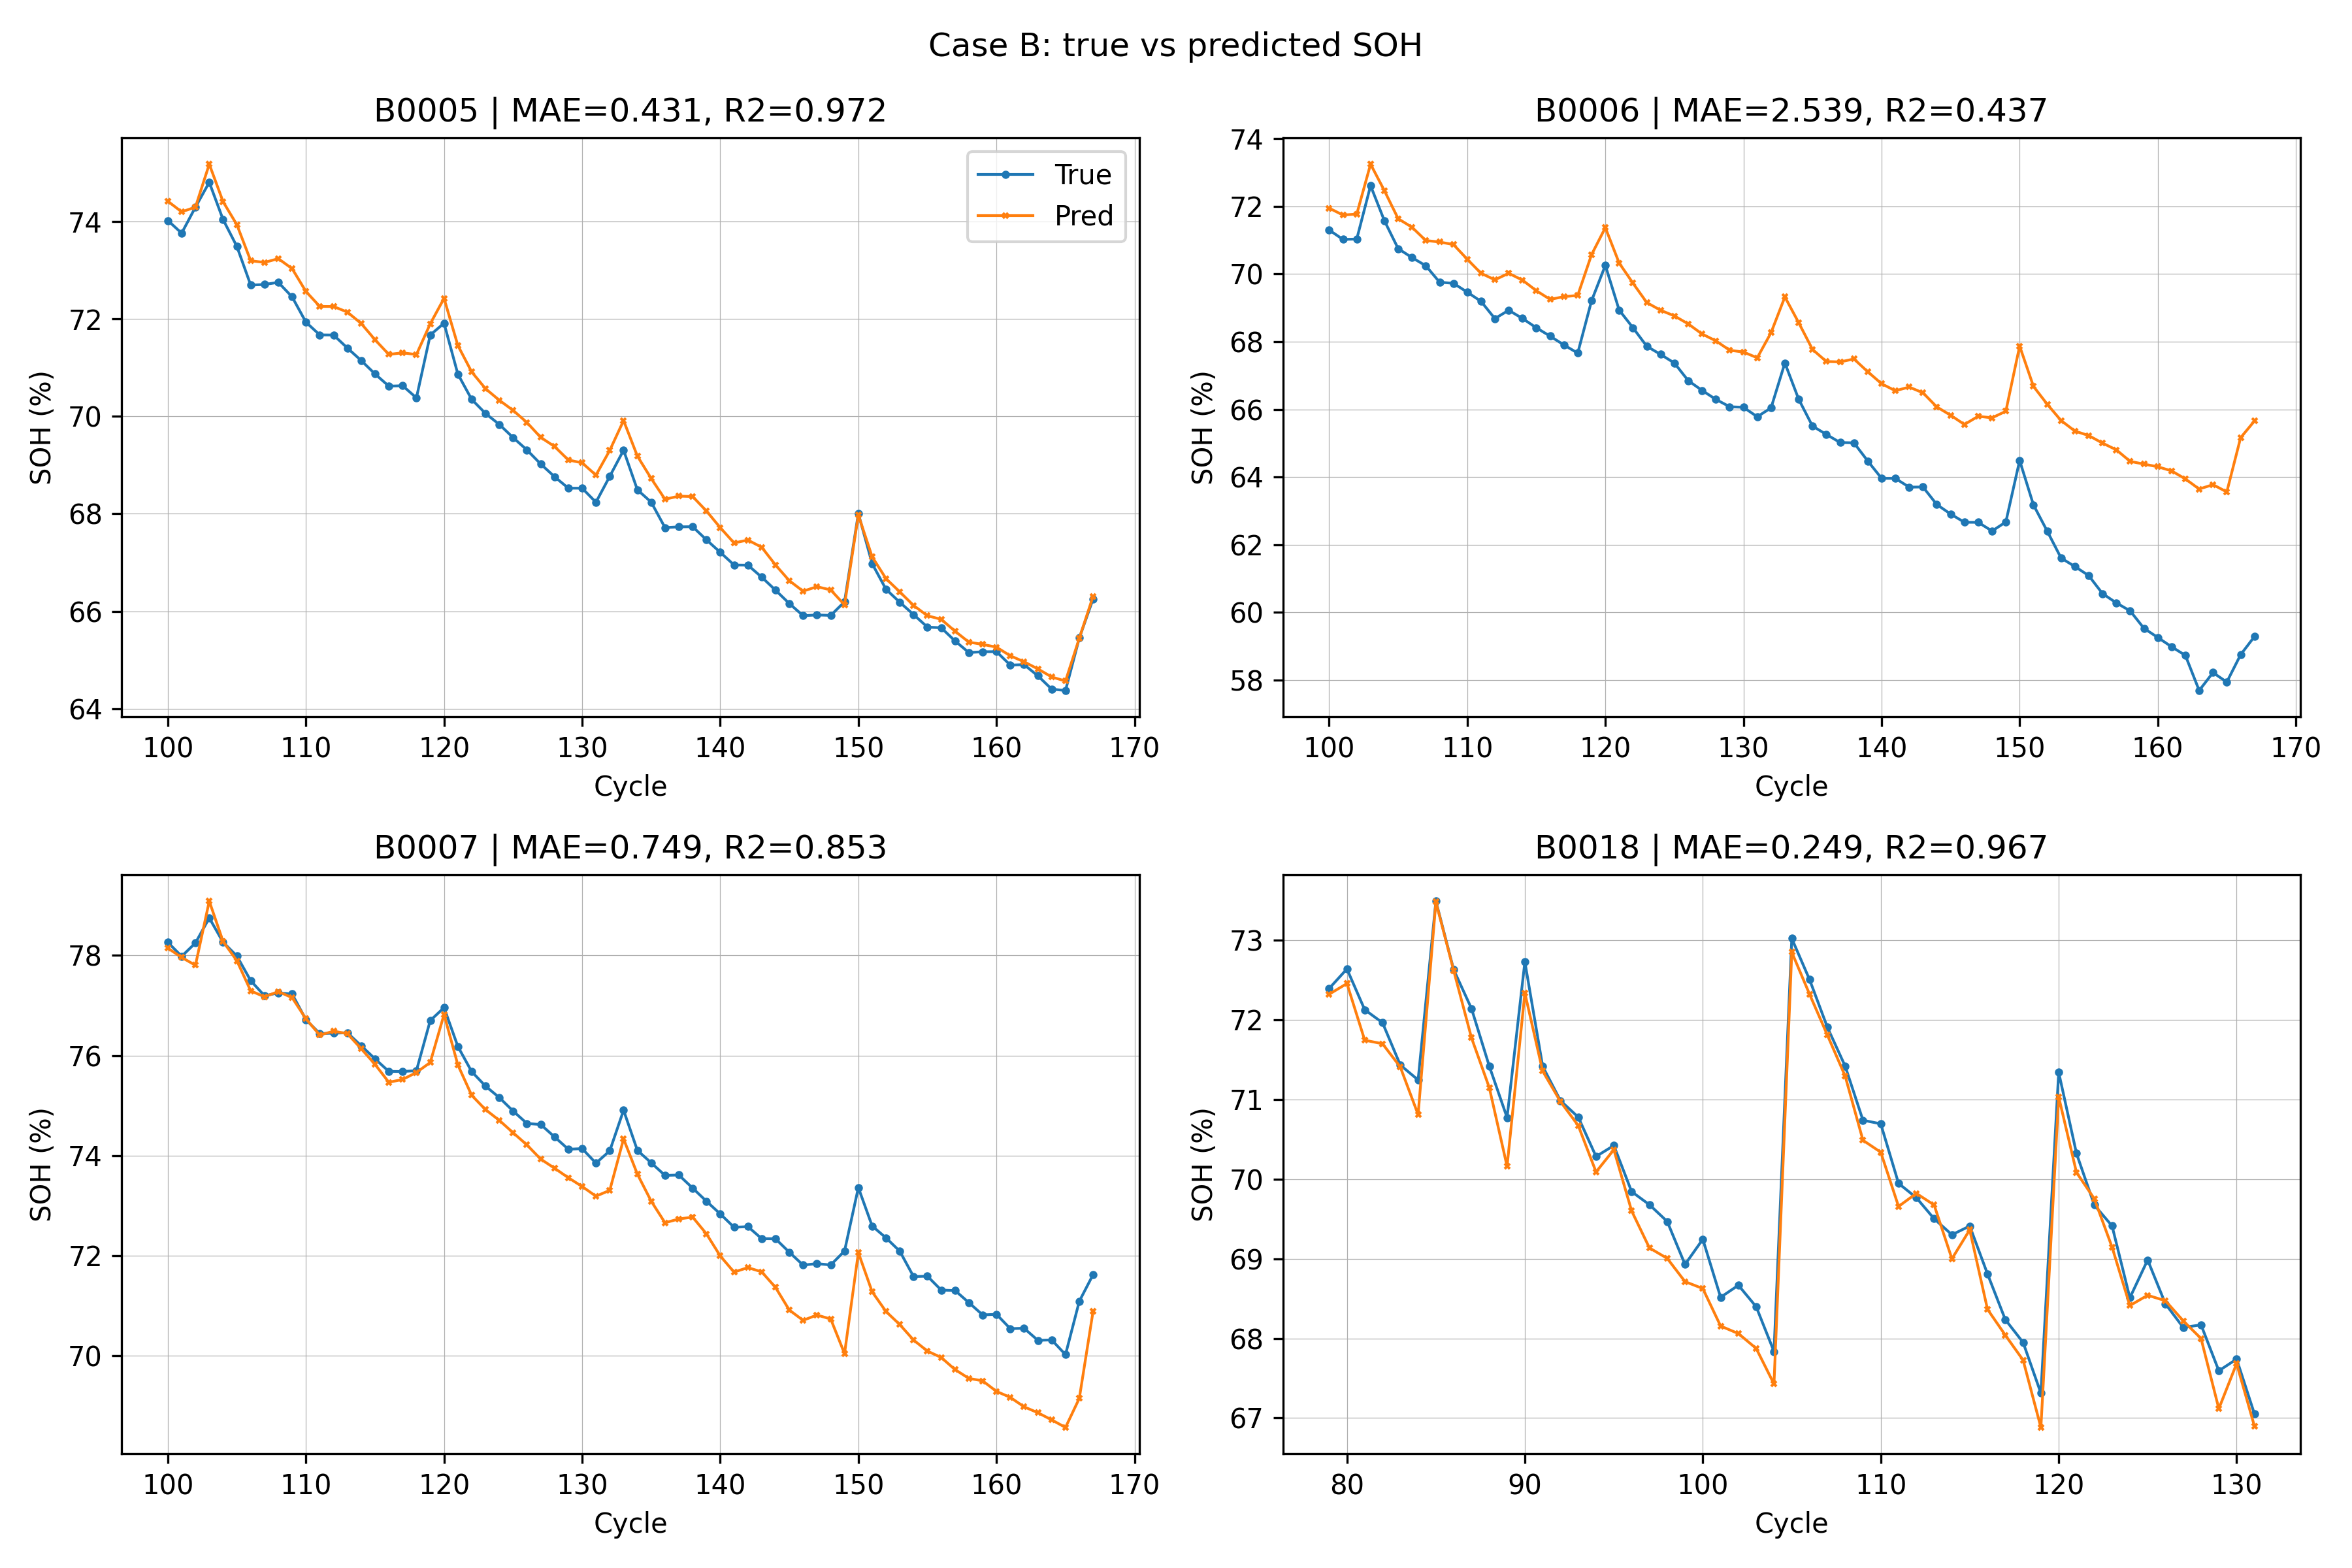 Case B: true vs predicted SOH
B0005 | MAE=0.431, R2=0.972
True
Pred
SOH (%)
74
72
70
68
66
64
100 110 120 130 140 150 160 170
Cycle
B0006 | MAE=2.539, R2=0.437
SOH (%)
74
72
70
68
66
64
62
60
58
100 110 120 130 140 150 160 170
Cycle
B0007 | MAE=0.749, R2=0.853
SOH (%)
78
76
74
72
70
100 110 120 130 140 150 160 170
Cycle
B0018 | MAE=0.249, R2=0.967
SOH (%)
73
72
71
70
69
68
67
80 90 100 110 120 130
Cycle